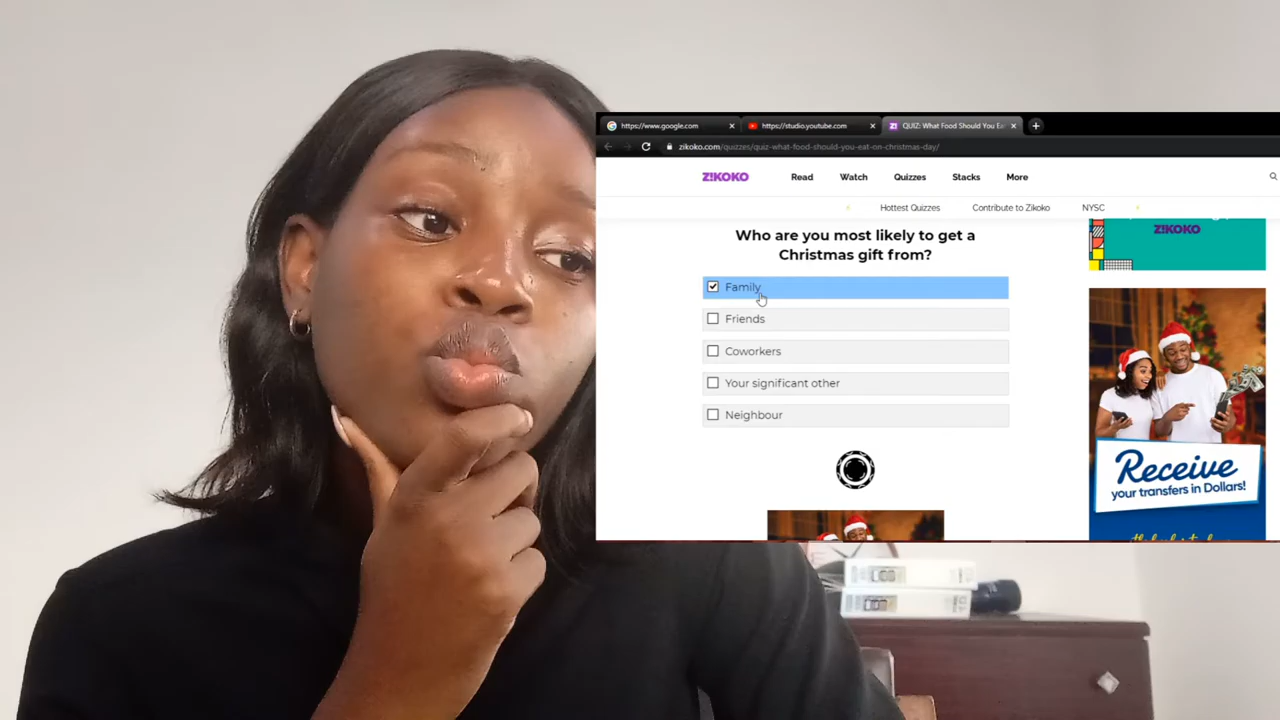 https://www.google.com
https://studio.youtube.com
QUIZ: What Food Should You Ea
zikoko.com/quizzes/quiz-what-food-should-you-eat-on-christmas-day/
Z!KOKO
Read
Watch
Quizzes
Stacks
More
Hottest Quizzes
Contribute to Zikoko
NYSC
Who are you most likely to get a
Christmas gift from?
Family
Friends
Coworkers
Your significant other
Neighbour
Z!KOKO
Receive
your transfers in Dollars!